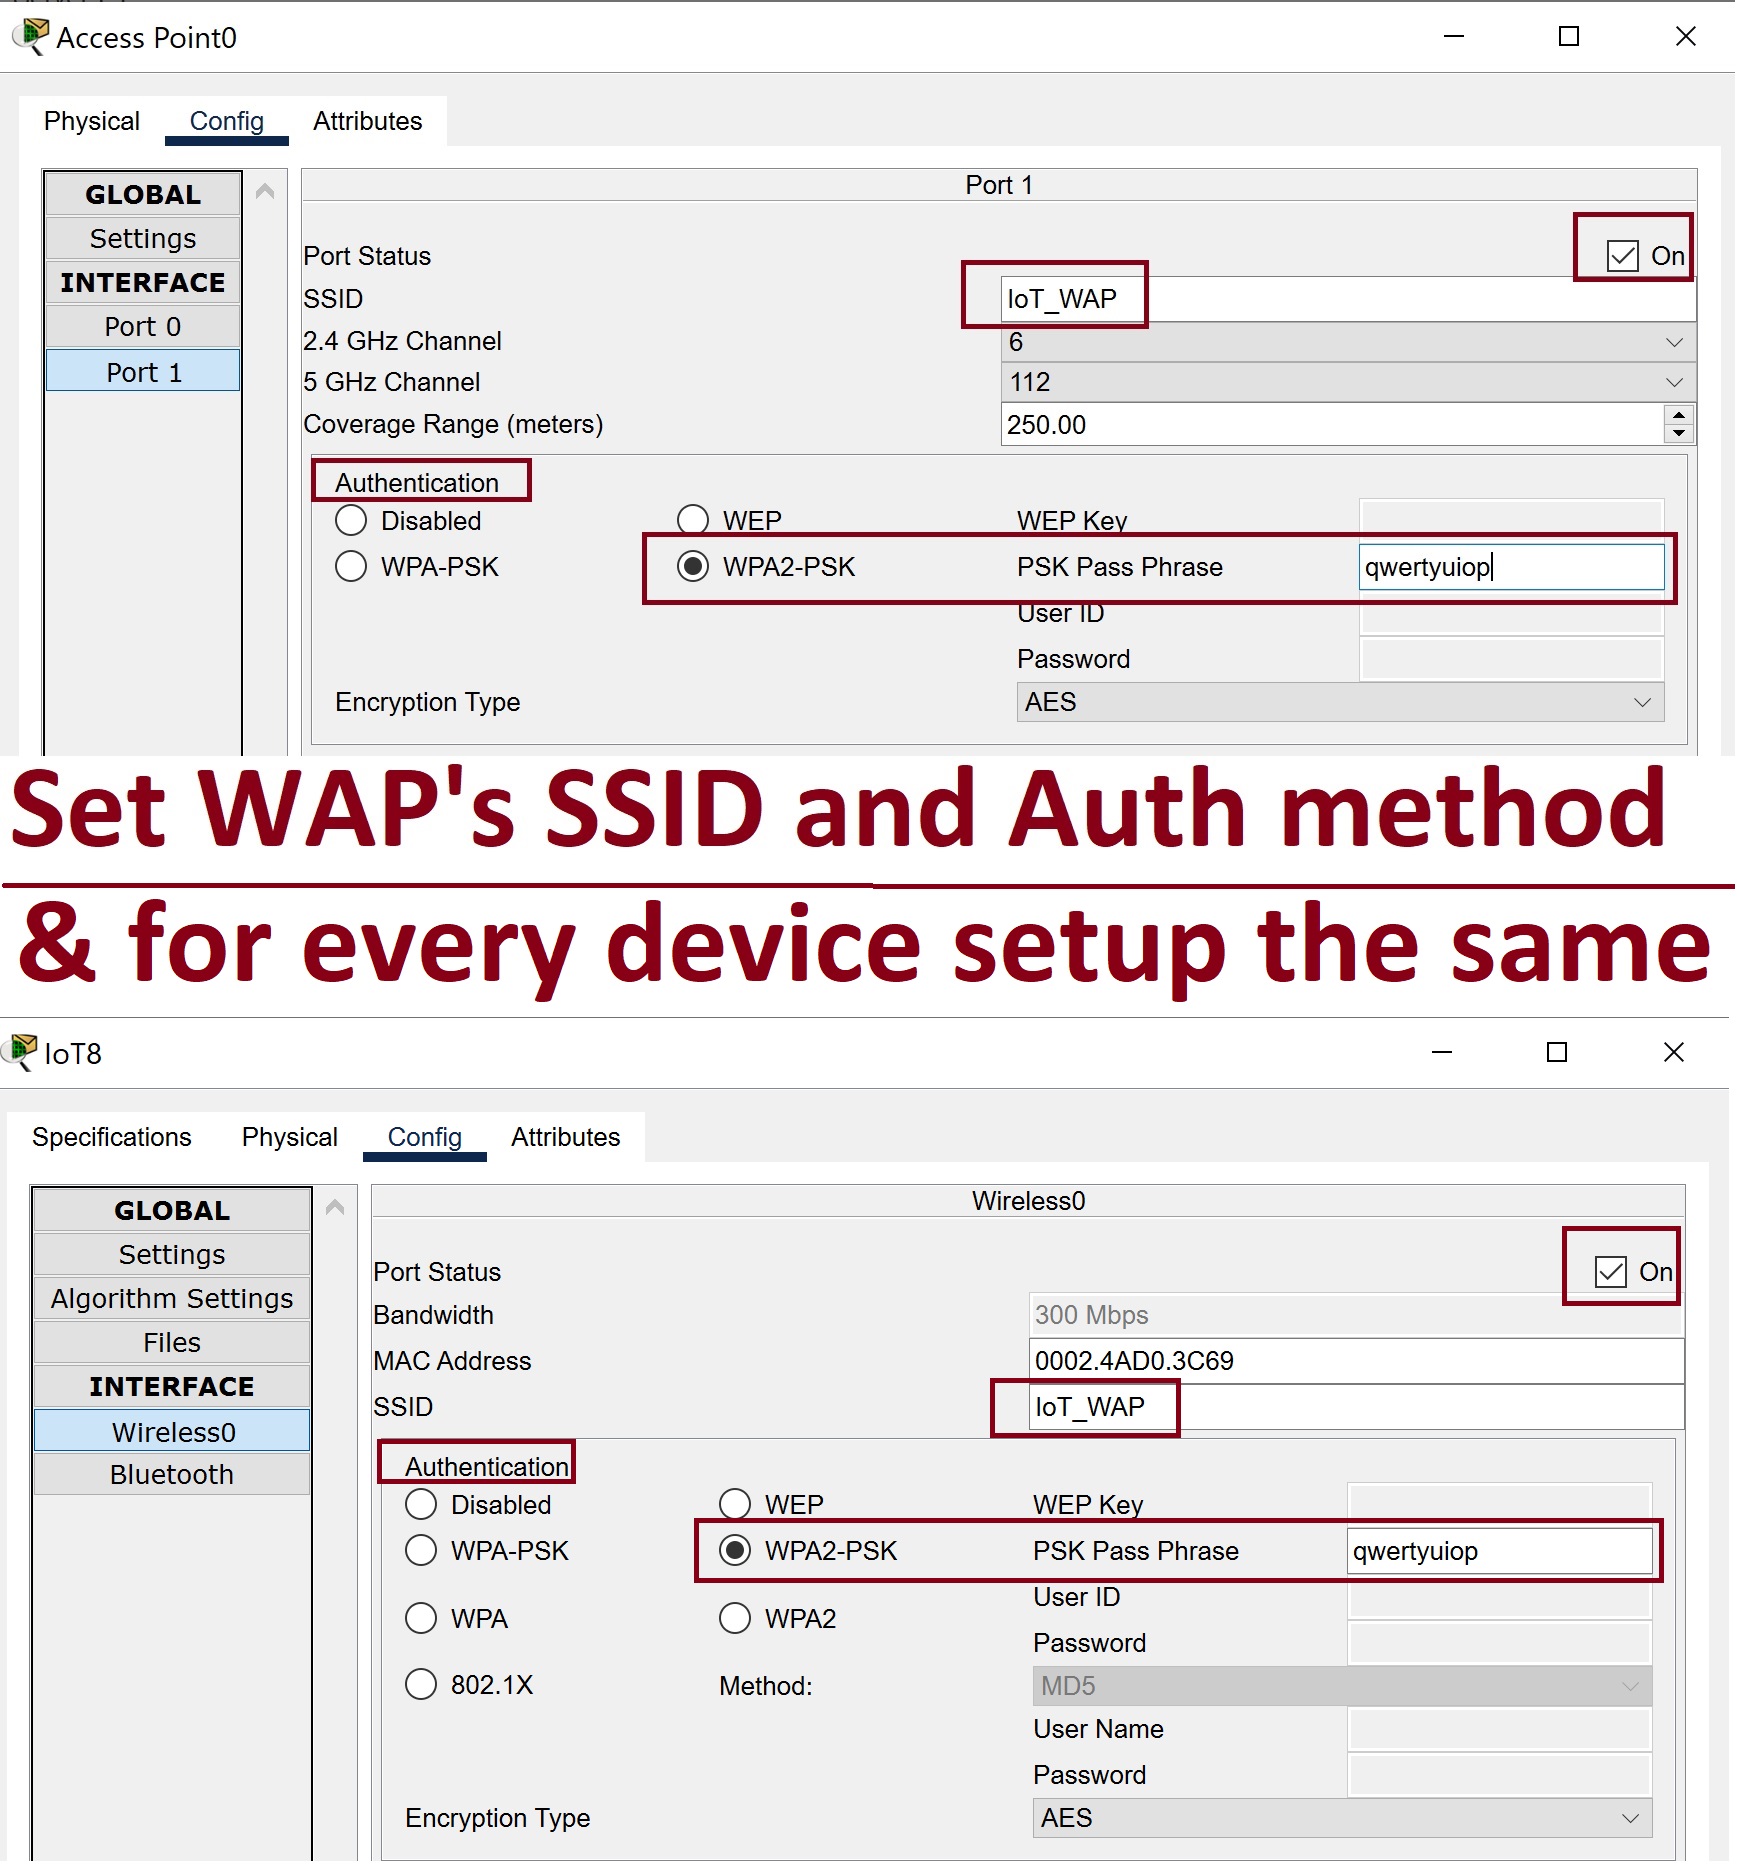 Access Point0
Physical Config Attributes
GLOBAL
Settings
INTERFACE
Port 0
Port 1
Port 1
Port Status On
SSID IoT_WAP
2.4 GHz Channel 6
5 GHz Channel 112
Coverage Range (meters) 250.00
Authentication
Disabled WEP WEP Key
WPA-PSK WPA2-PSK PSK Pass Phrase qwertyuiop
User ID
Password
Encryption Type AES
Set WAP's SSID and Auth method
& for every device setup the same
IoT8
Specifications Physical Config Attributes
GLOBAL
Settings
Algorithm Settings
Files
INTERFACE
Wireless0
Bluetooth
Wireless0
Port Status On
Bandwidth 300 Mbps
MAC Address 0002.4AD0.3C69
SSID IoT_WAP
Authentication
Disabled WEP WEP Key
WPA-PSK WPA2-PSK PSK Pass Phrase qwertyuiop
User ID
WPA WPA2
Password
802.1X Method: MD5
User Name
Password
Encryption Type AES